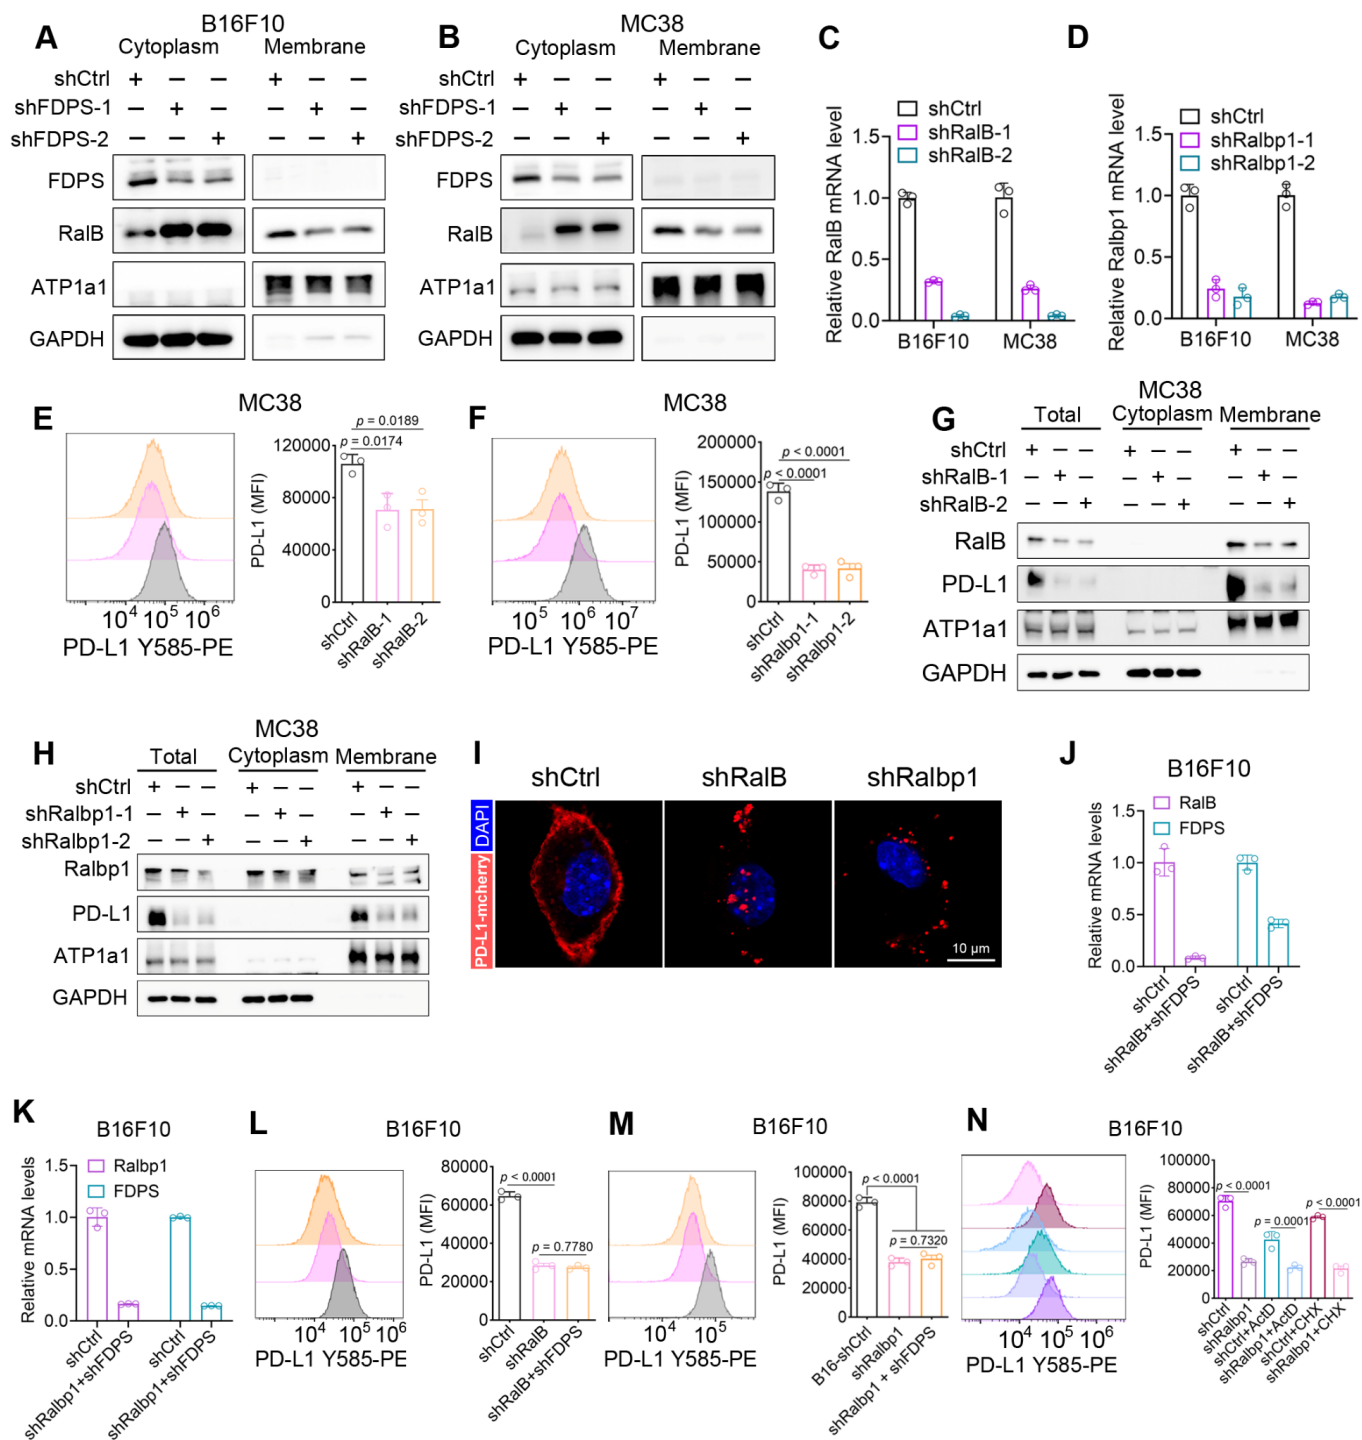 A
B16F10
Cytoplasm Membrane
shCtrl + – – + – –
shFDPS-1 – + – – + –
shFDPS-2 – – + – – +
FDPS
RalB
ATP1a1
GAPDH
B
MC38
Cytoplasm Membrane
shCtrl + – – + – –
shFDPS-1 – + – – + –
shFDPS-2 – – + – – +
FDPS
RalB
ATP1a1
GAPDH
C
shCtrl
shRalB-1
shRalB-2
Relative RalB mRNA level
1.5
1.0
0.5
0.0
B16F10 MC38
D
shCtrl
shRalbp1-1
shRalbp1-2
Relative Ralbp1 mRNA level
1.5
1.0
0.5
0.0
B16F10 MC38
E
MC38
10⁴ 10⁵ 10⁶
PD-L1 Y585-PE
PD-L1 (MFI)
120000
80000
40000
0
p = 0.0189
p = 0.0174
shCtrl
shRalB-1
shRalB-2
F
MC38
10⁵ 10⁶ 10⁷
PD-L1 Y585-PE
PD-L1 (MFI)
200000
150000
100000
50000
0
p < 0.0001
p < 0.0001
shCtrl
shRalbp1-1
shRalbp1-2
G
MC38
Total Cytoplasm Membrane
shCtrl + – – + – – + – –
shRalB-1 – + – – + – – + –
shRalB-2 – – + – – + – – +
RalB
PD-L1
ATP1a1
GAPDH
H
MC38
Total Cytoplasm Membrane
shCtrl + – – + – – + – –
shRalbp1-1 – + – – + – – + –
shRalbp1-2 – – + – – + – – +
Ralbp1
PD-L1
ATP1a1
GAPDH
I
shCtrl shRalB shRalbp1
PD-L1-mcherry DAPI
10 μm
J
B16F10
RalB
FDPS
Relative mRNA levels
1.5
1.0
0.5
0.0
shCtrl
shRalB+shFDPS
shCtrl
shRalB+shFDPS
K
B16F10
Ralbp1
FDPS
Relative mRNA levels
1.5
1.0
0.5
0.0
shCtrl
shRalbp1+shFDPS
shCtrl
shRalbp1+shFDPS
L
B16F10
10⁴ 10⁵ 10⁶
PD-L1 Y585-PE
PD-L1 (MFI)
80000
60000
40000
20000
0
p < 0.0001
p = 0.7780
shCtrl
shRalB
shRalB+shFDPS
M
B16F10
10⁴ 10⁵
PD-L1 Y585-PE
PD-L1 (MFI)
100000
80000
60000
40000
20000
0
p < 0.0001
p = 0.7320
B16-shCtrl
shRalbp1
shRalbp1 + shFDPS
N
B16F10
10⁴ 10⁵ 10⁶
PD-L1 Y585-PE
PD-L1 (MFI)
100000
80000
60000
40000
20000
0
p < 0.0001
p = 0.0001
p < 0.0001
shCtrl
shRalbp1
shCtrl+ActD
shRalbp1+ActD
shCtrl+CHX
shRalbp1+CHX